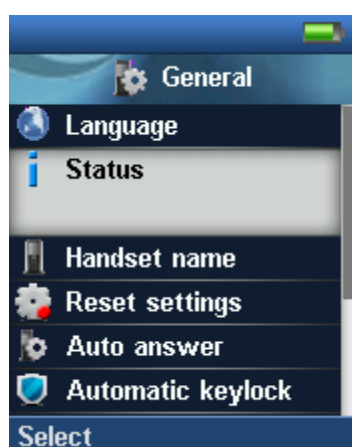 General
Language
Status
Handset name
Reset settings
Auto answer
Automatic keylock
Select